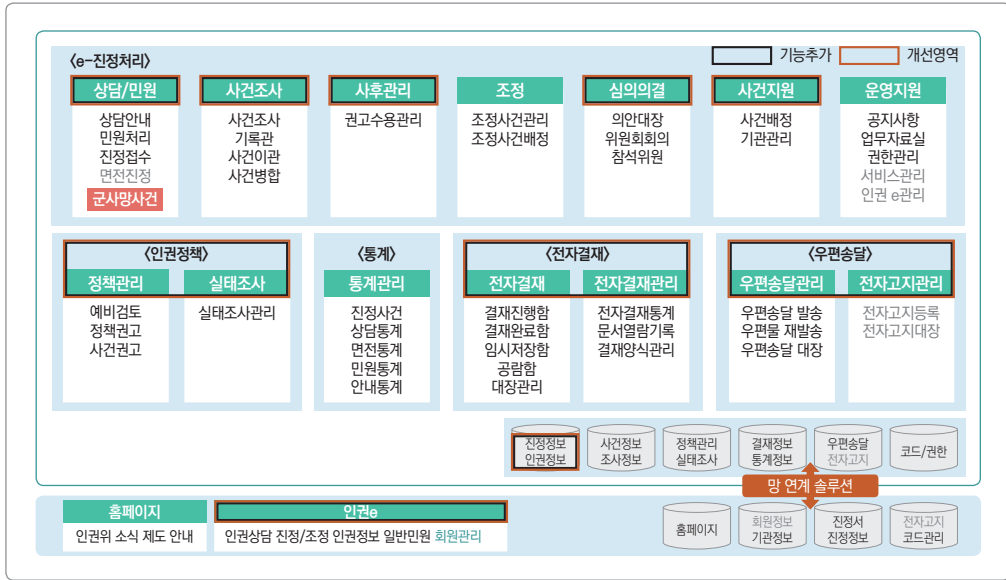 〈e-진정처리〉
기능추가 개선영역
상담/민원 사건조사 사후관리 조정 심의의결 사건지원 운영지원
상담안내
민원처리
진정접수
면전진정
군사망사건
사건조사
기록관
사건이관
사건병합
권고수용관리
조정사건관리
조정사건배정
의안대장
위원회회의
참석위원
사건배정
기관관리
공지사항
업무자료실
권한관리
서비스관리
인권 e관리
〈인권정책〉
정책관리 실태조사
예비검토
정책권고
사건권고
실태조사관리
〈통계〉
통계관리
진정사건
상담통계
면전통계
민원통계
안내통계
〈전자결재〉
전자결재 전자결재관리
결재진행함
결재완료함
임시저장함
공람함
대장관리
전자결재통계
문서열람기록
결재양식관리
〈우편송달〉
우편송달관리 전자고지관리
우편송달 발송
우편물 재발송
우편송달 대장
전자고지등록
전자고지대장
진정정보
인권정보
사건정보
조사정보
정책관리
실태조사
결재정보
통계정보
우편송달
전자고지
코드/권한
망 연계 솔루션
홈페이지
인권위 소식 제도 안내
인권e
인권상담 진정/조정 인권정보 일반민원 회원관리
홈페이지
회원정보
기관정보
진정서
진정정보
전자고지
코드관리